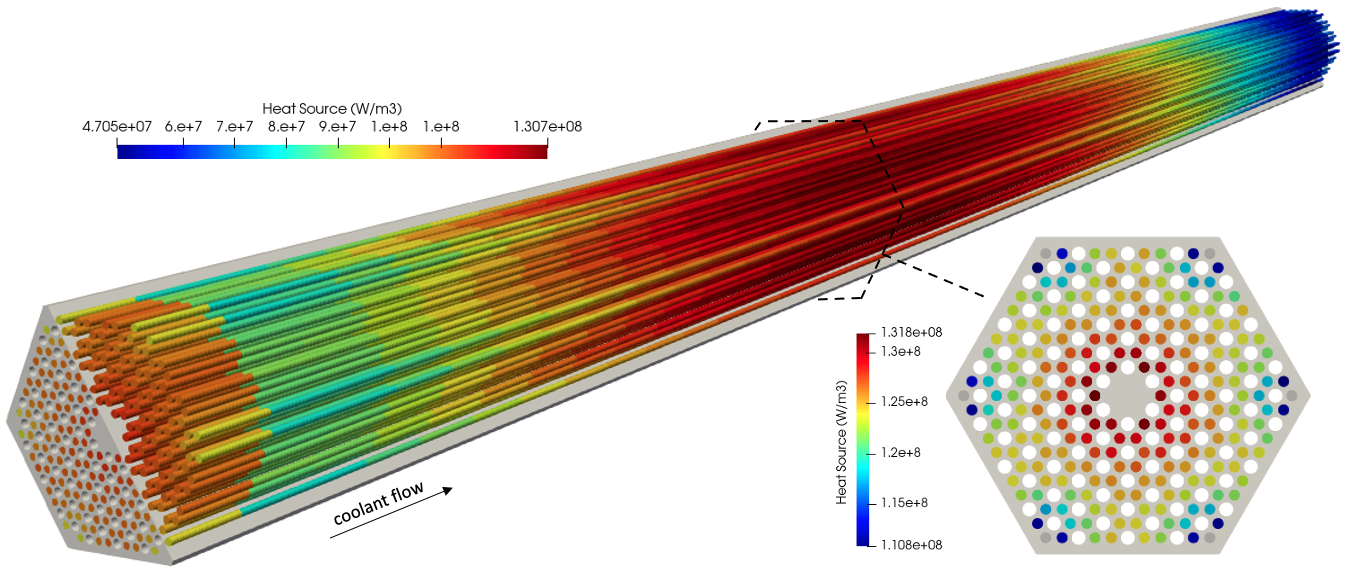 Heat Source (W/m3)
4.705e+07 6.e+7 7.e+7 8.e+7 9.e+7 1.e+8 1.e+8 1.307e+08
coolant flow
Heat Source (W/m3)
1.318e+08
1.3e+8
1.25e+8
1.2e+8
1.15e+8
1.108e+08